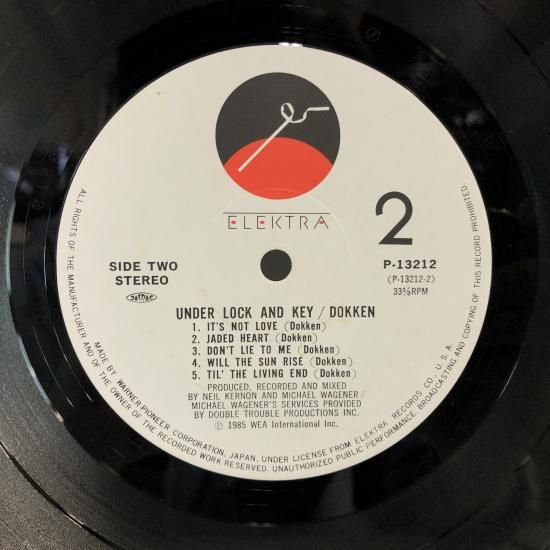 ELEKTRA
2
SIDE TWO
STEREO
P-13212
(P-13212-2)
33⅓RPM
UNDER LOCK AND KEY / DOKKEN
1. IT'S NOT LOVE (Dokken)
2. JADED HEART (Dokken)
3. DON'T LIE TO ME (Dokken)
4. WILL THE SUN RISE (Dokken)
5. TIL' THE LIVING END (Dokken)
PRODUCED, RECORDED AND MIXED
BY NEIL KERNON AND MICHAEL WAGENER/
MICHAEL WAGENER'S SERVICES PROVIDED
BY DOUBLE TROUBLE PRODUCTIONS INC.
Ⓟ 1985 WEA International Inc.
MADE BY WARNER-PIONEER CORPORATION, JAPAN, UNDER LICENSE FROM ELEKTRA RECORDS CO., U.S.A.
ALL RIGHTS OF THE MANUFACTURER AND OF THE OWNER OF THE RECORDED WORK RESERVED. UNAUTHORIZED PUBLIC PERFORMANCE, BROADCASTING AND COPYING OF THIS RECORD PROHIBITED.